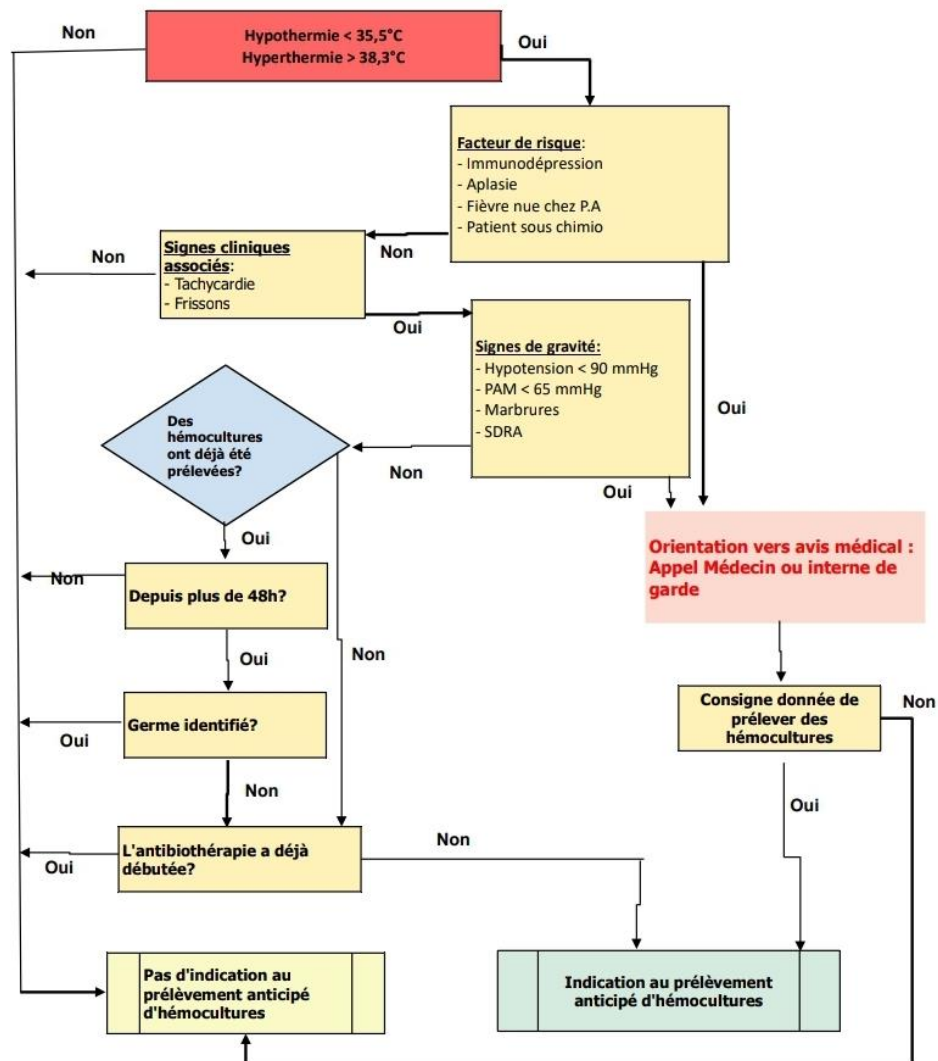 Non
Hypothermie < 35,5°C
Hyperthermie > 38,3°C
Oui
Facteur de risque:
- Immunodépression
- Aplasie
- Fièvre nue chez P.A
- Patient sous chimio
Non
Signes cliniques
associés:
- Tachycardie
- Frissons
Non
Oui
Signes de gravité:
- Hypotension < 90 mmHg
- PAM < 65 mmHg
- Marbrures
- SDRA
Oui
Des
hémocultures
ont déjà été
prélevées?
Non
Oui
Oui
Orientation vers avis médical :
Appel Médecin ou interne de
garde
Non
Depuis plus de 48h?
Non
Oui
Consigne donnée de
prélever des
hémocultures
Non
Germe identifié?
Oui
Non
Oui
L'antibiothérapie a déjà
débutée?
Non
Oui
Pas d'indication au
prélèvement anticipé
d'hémocultures
Indication au prélèvement
anticipé d'hémocultures